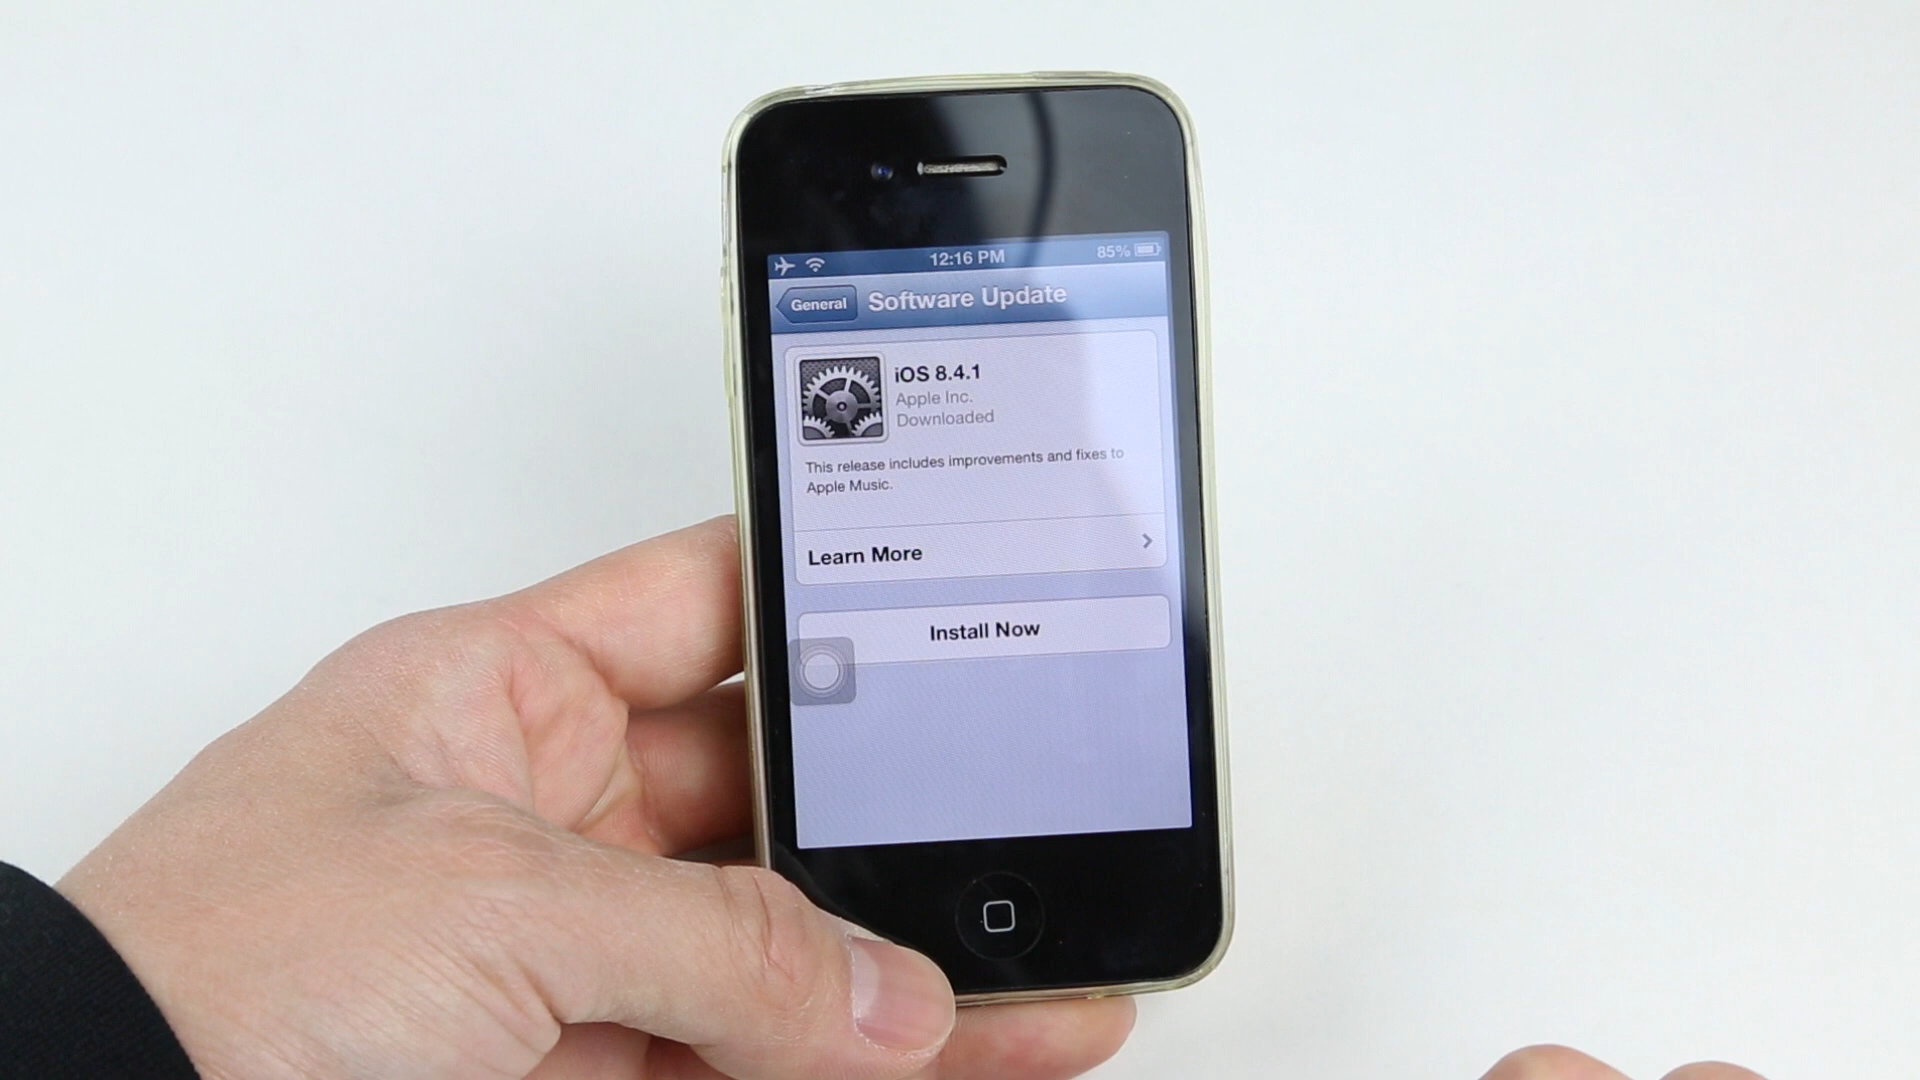 12:16 PM
85%
General
Software Update
iOS 8.4.1
Apple Inc.
Downloaded
This release includes improvements and fixes to
Apple Music.
Learn More
Install Now